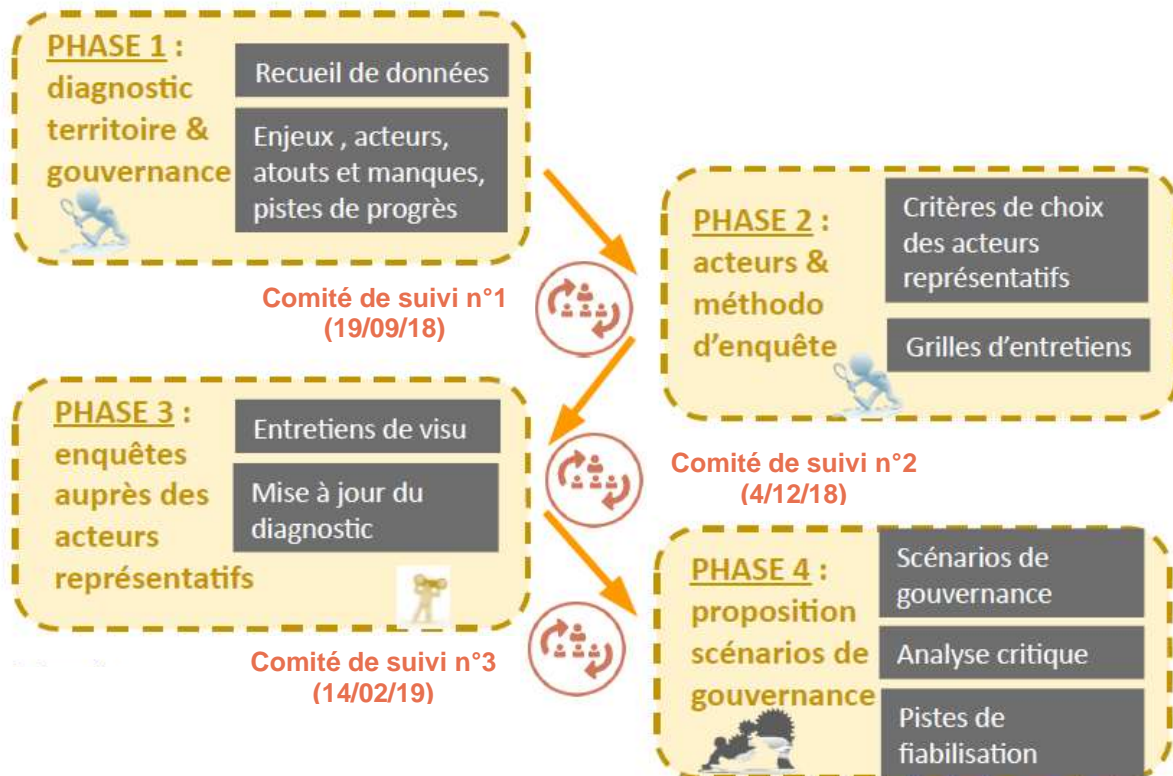 PHASE 1 :
diagnostic
territoire &
gouvernance
Recueil de données
Enjeux , acteurs,
atouts et manques,
pistes de progrès
Comité de suivi n°1
(19/09/18)
PHASE 2 :
acteurs &
méthodo
d'enquête
Critères de choix
des acteurs
représentatifs
Grilles d'entretiens
PHASE 3 :
enquêtes
auprès des
acteurs
représentatifs
Entretiens de visu
Mise à jour du
diagnostic
Comité de suivi n°2
(4/12/18)
Comité de suivi n°3
(14/02/19)
PHASE 4 :
proposition
scénarios de
gouvernance
Scénarios de
gouvernance
Analyse critique
Pistes de
fiabilisation